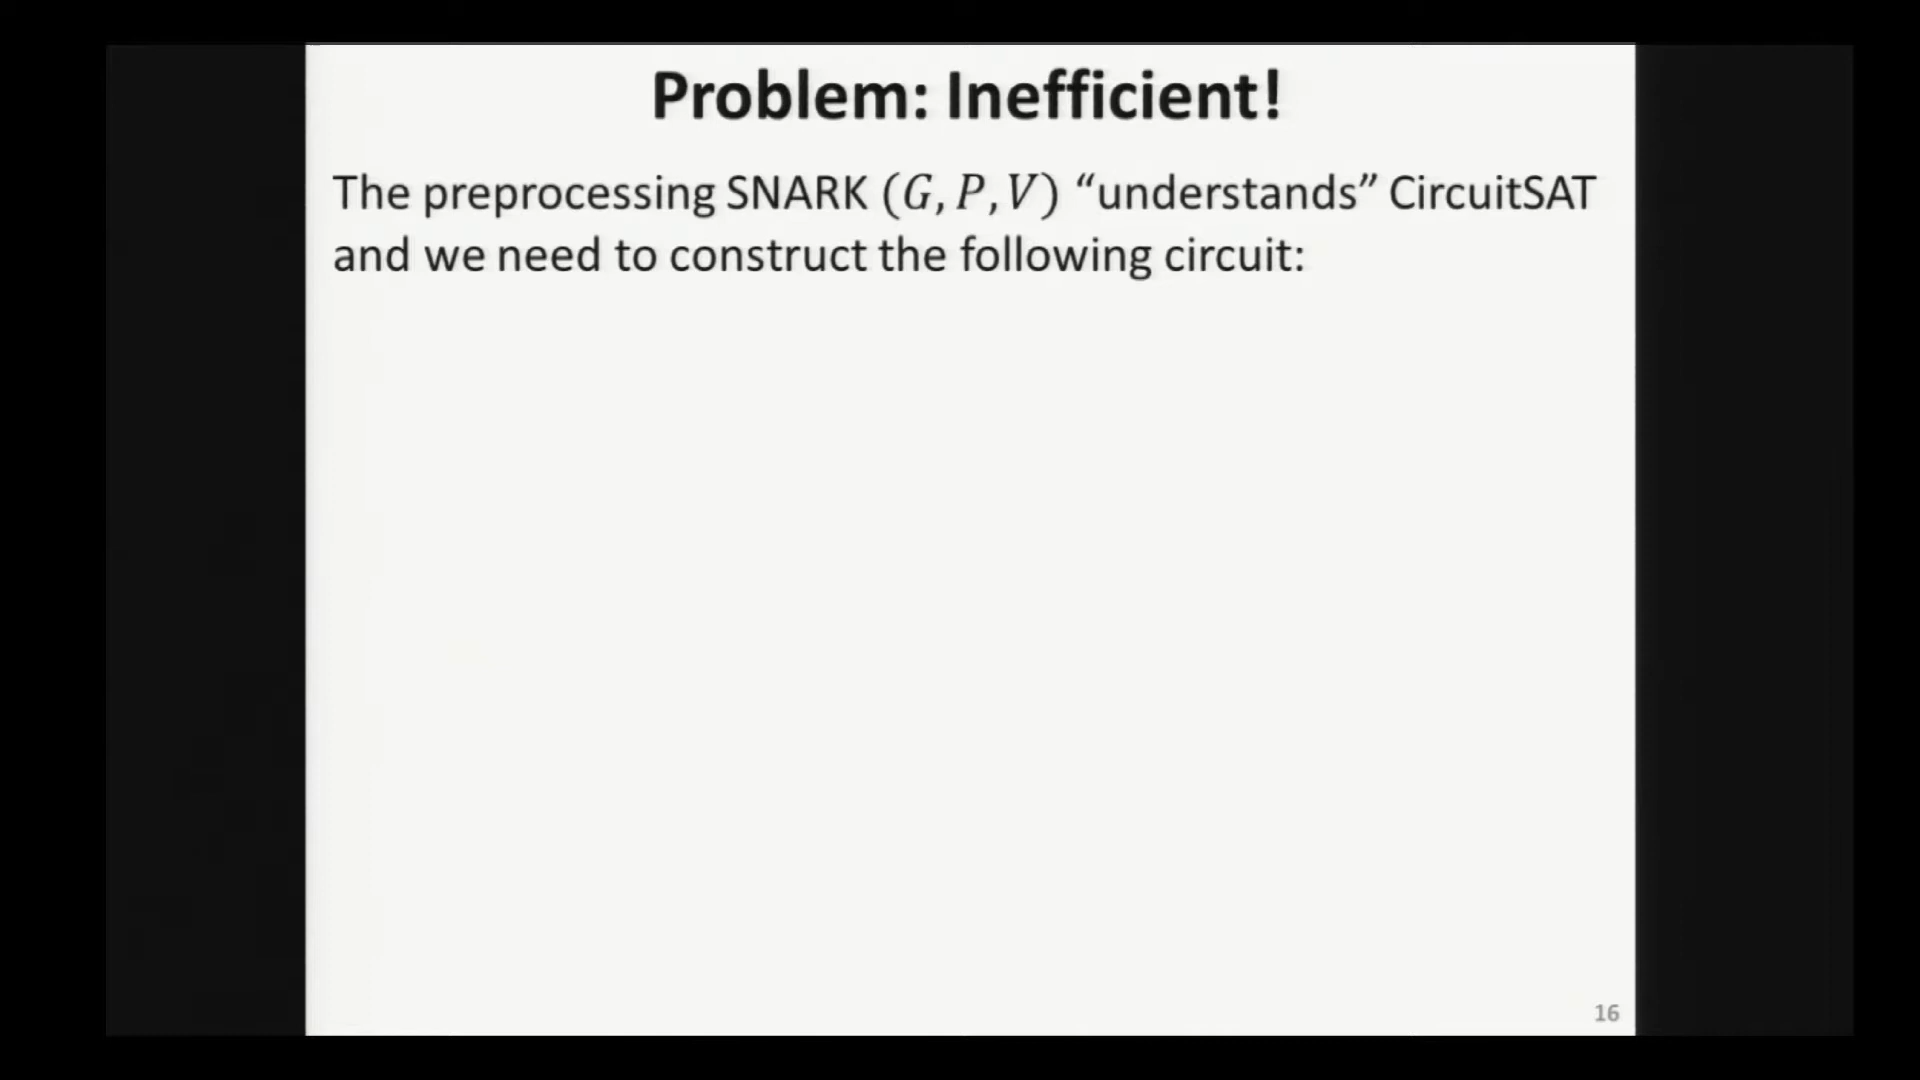 Problem: Inefficient!
The preprocessing SNARK (G, P, V) “understands” CircuitSAT
and we need to construct the following circuit:
16